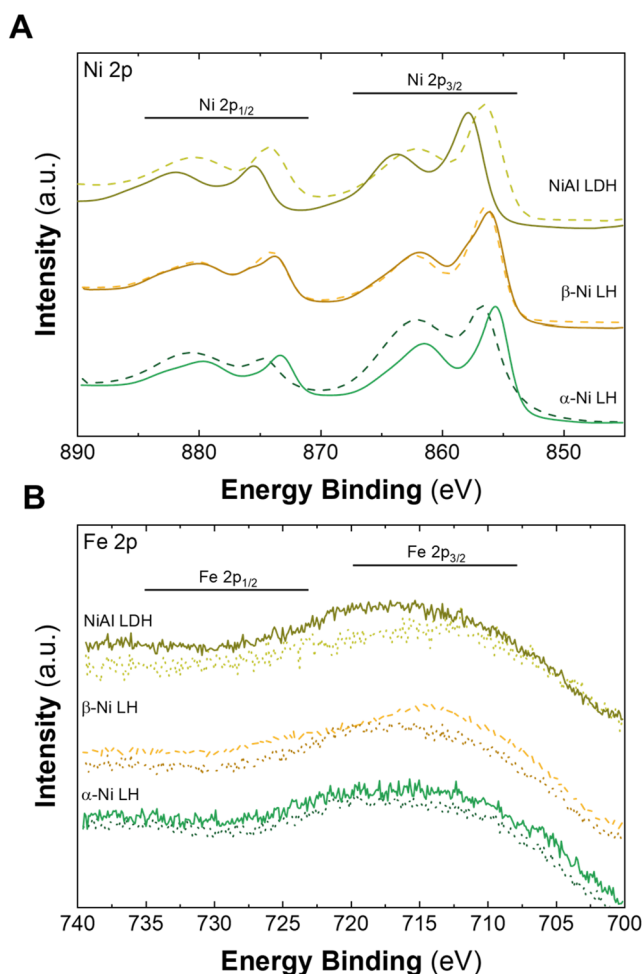 A
Ni 2p
Ni 2p3/2
Ni 2p1/2
NiAl LDH
β-Ni LH
α-Ni LH
Intensity (a.u.)
890 880 870 860 850
Energy Binding (eV)
B
Fe 2p
Fe 2p3/2
Fe 2p1/2
NiAl LDH
β-Ni LH
α-Ni LH
Intensity (a.u.)
740 735 730 725 720 715 710 705 700
Energy Binding (eV)